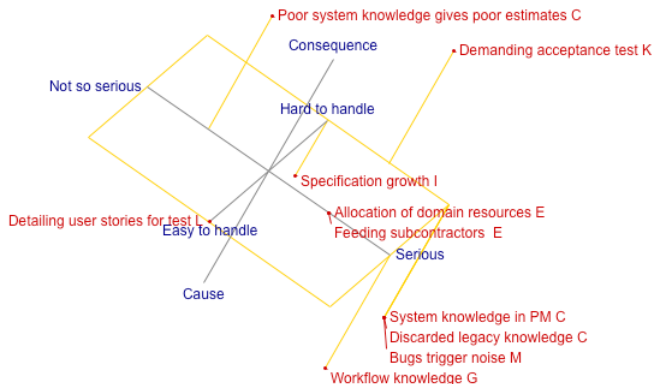 Poor system knowledge gives poor estimates C
Consequence
Demanding acceptance test K
Not so serious
Hard to handle
Specification growth I
Allocation of domain resources E
Detailing user stories for test L
Easy to handle
Feeding subcontractors E
Serious
Cause
System knowledge in PM C
Discarded legacy knowledge C
Bugs trigger noise M
Workflow knowledge G